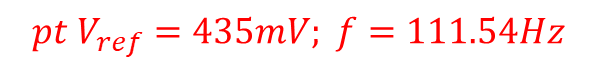 pt V_ref = 435mV; f = 111.54Hz